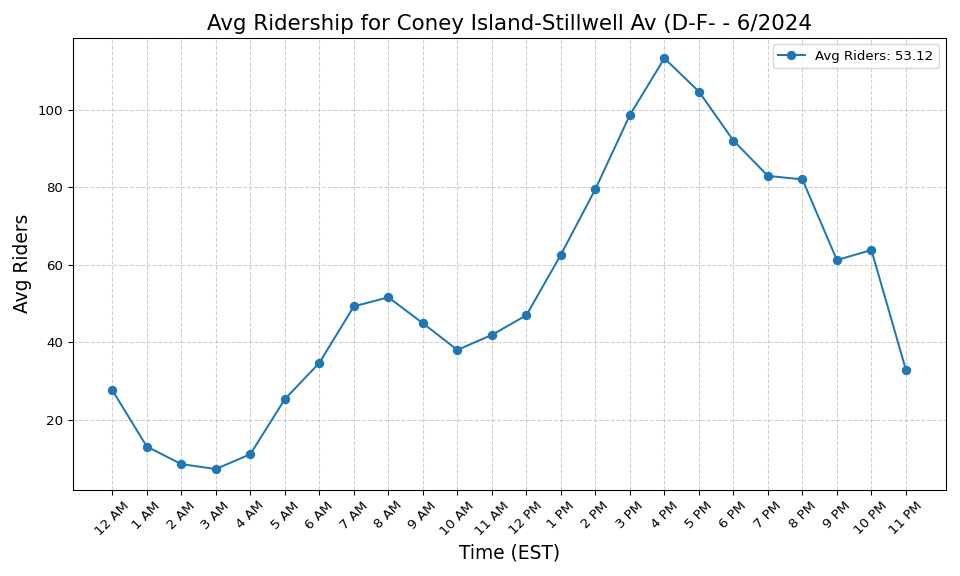 Avg Ridership for Coney Island-Stillwell Av (D-F- - 6/2024
Avg Riders: 53.12
Avg Riders
100
80
60
40
20
12 AM 1 AM 2 AM 3 AM 4 AM 5 AM 6 AM 7 AM 8 AM 9 AM 10 AM 11 AM 12 PM 1 PM 2 PM 3 PM 4 PM 5 PM 6 PM 7 PM 8 PM 9 PM 10 PM 11 PM
Time (EST)